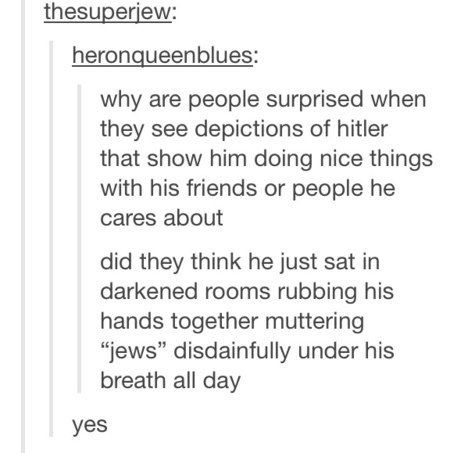 thesuperjew:
heronqueenblues:
why are people surprised when
they see depictions of hitler
that show him doing nice things
with his friends or people he
cares about
did they think he just sat in
darkened rooms rubbing his
hands together muttering
“jews” disdainfully under his
breath all day
yes